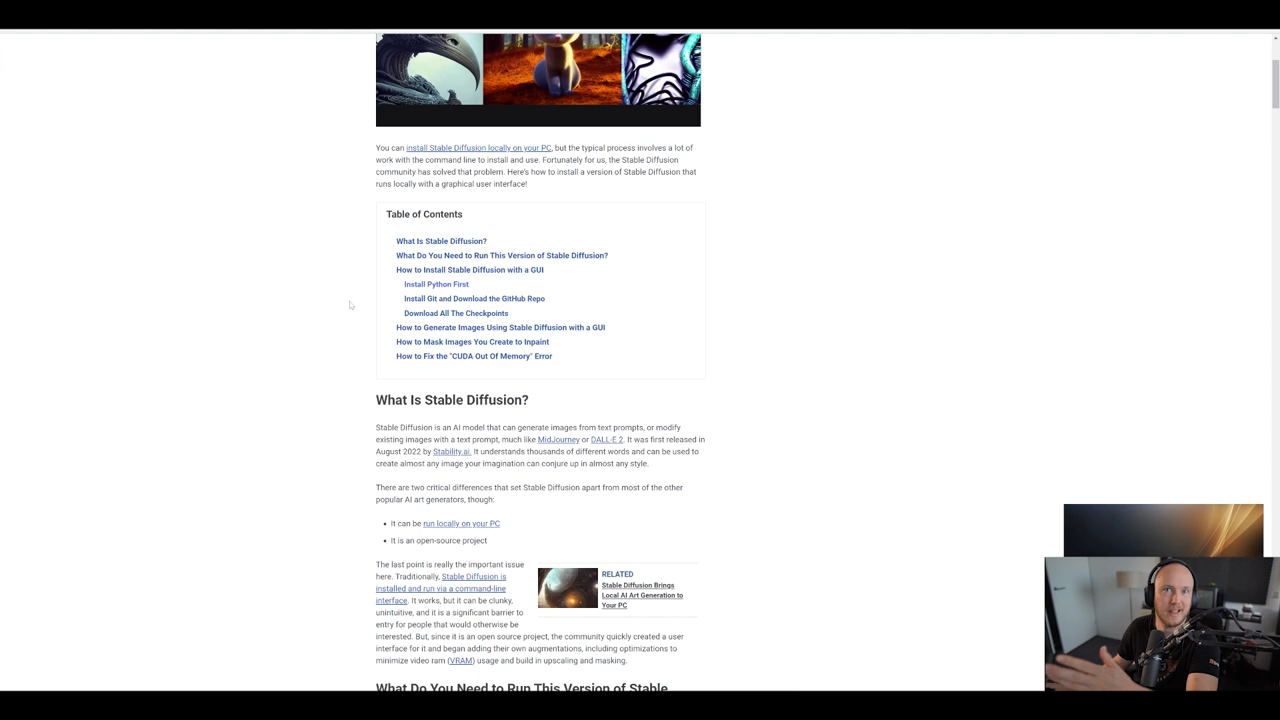 You can install Stable Diffusion locally on your PC, but the typical process involves a lot of
work with the command line to install and use. Fortunately for us, the Stable Diffusion
community has solved that problem. Here's how to install a version of Stable Diffusion that
runs locally with a graphical user interface!
Table of Contents
What Is Stable Diffusion?
What Do You Need to Run This Version of Stable Diffusion?
How to Install Stable Diffusion with a GUI
Install Python First
Install Git and Download the GitHub Repo
Download All The Checkpoints
How to Generate Images Using Stable Diffusion with a GUI
How to Mask Images You Create to Inpaint
How to Fix the "CUDA Out Of Memory" Error
What Is Stable Diffusion?
Stable Diffusion is an AI model that can generate images from text prompts, or modify
existing images with a text prompt, much like MidJourney or DALL-E 2. It was first released in
August 2022 by Stability.ai. It understands thousands of different words and can be used to
create almost any image your imagination can conjure up in almost any style.
There are two critical differences that set Stable Diffusion apart from most of the other
popular AI art generators, though:
• It can be run locally on your PC
• It is an open-source project
The last point is really the important issue
here. Traditionally, Stable Diffusion is
installed and run via a command-line
interface. It works, but it can be clunky,
unintuitive, and it is a significant barrier to
entry for people that would otherwise be
interested. But, since it is an open source project, the community quickly created a user
interface for it and began adding their own augmentations, including optimizations to
minimize video ram (VRAM) usage and build in upscaling and masking.
RELATED
Stable Diffusion Brings
Local AI Art Generation to
Your PC
What Do You Need to Run This Version of Stable